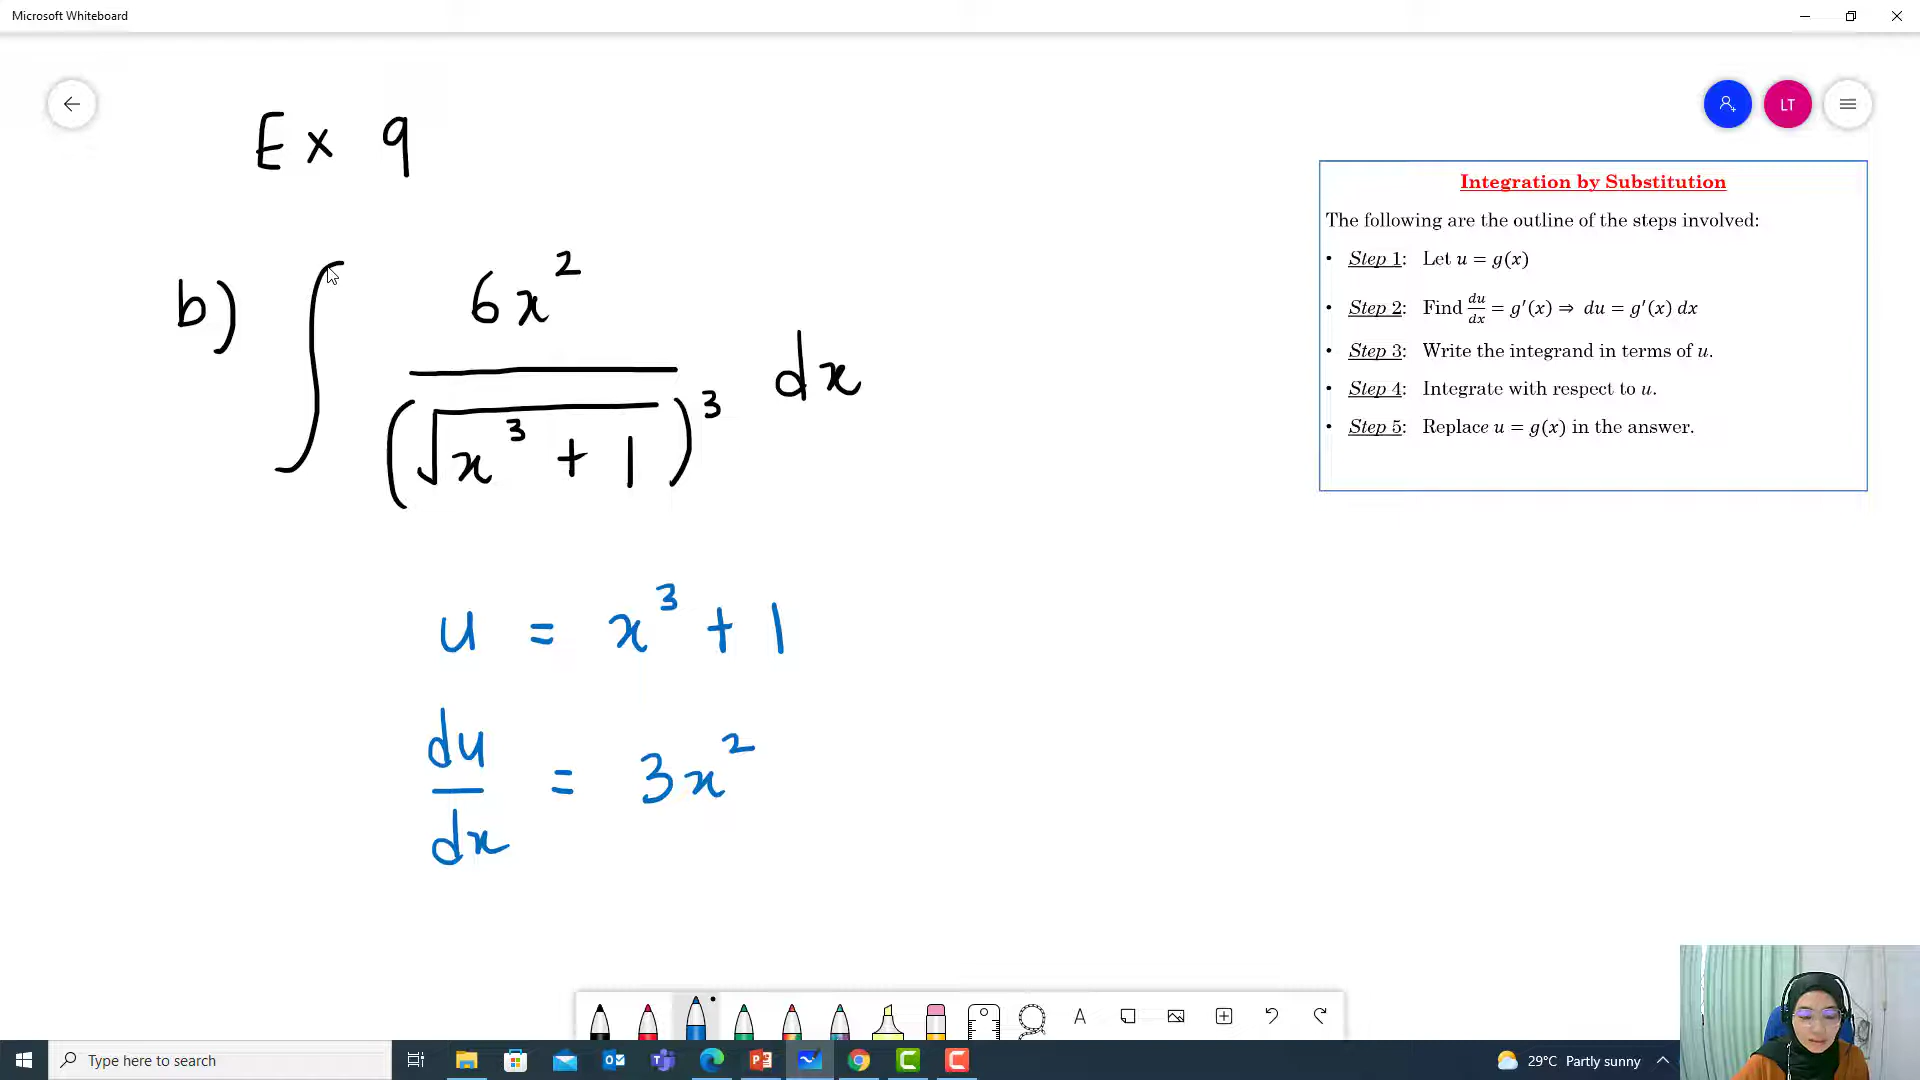 Microsoft Whiteboard
LT
Ex 9
b) ∫ 6x² / (√x³ + 1)³ dx
u = x³ + 1
du/dx = 3x²
Integration by Substitution
The following are the outline of the steps involved:
• Step 1: Let u = g(x)
• Step 2: Find du/dx = g′(x) ⇒ du = g′(x) dx
• Step 3: Write the integrand in terms of u.
• Step 4: Integrate with respect to u.
• Step 5: Replace u = g(x) in the answer.
A
Type here to search
29°C Partly sunny